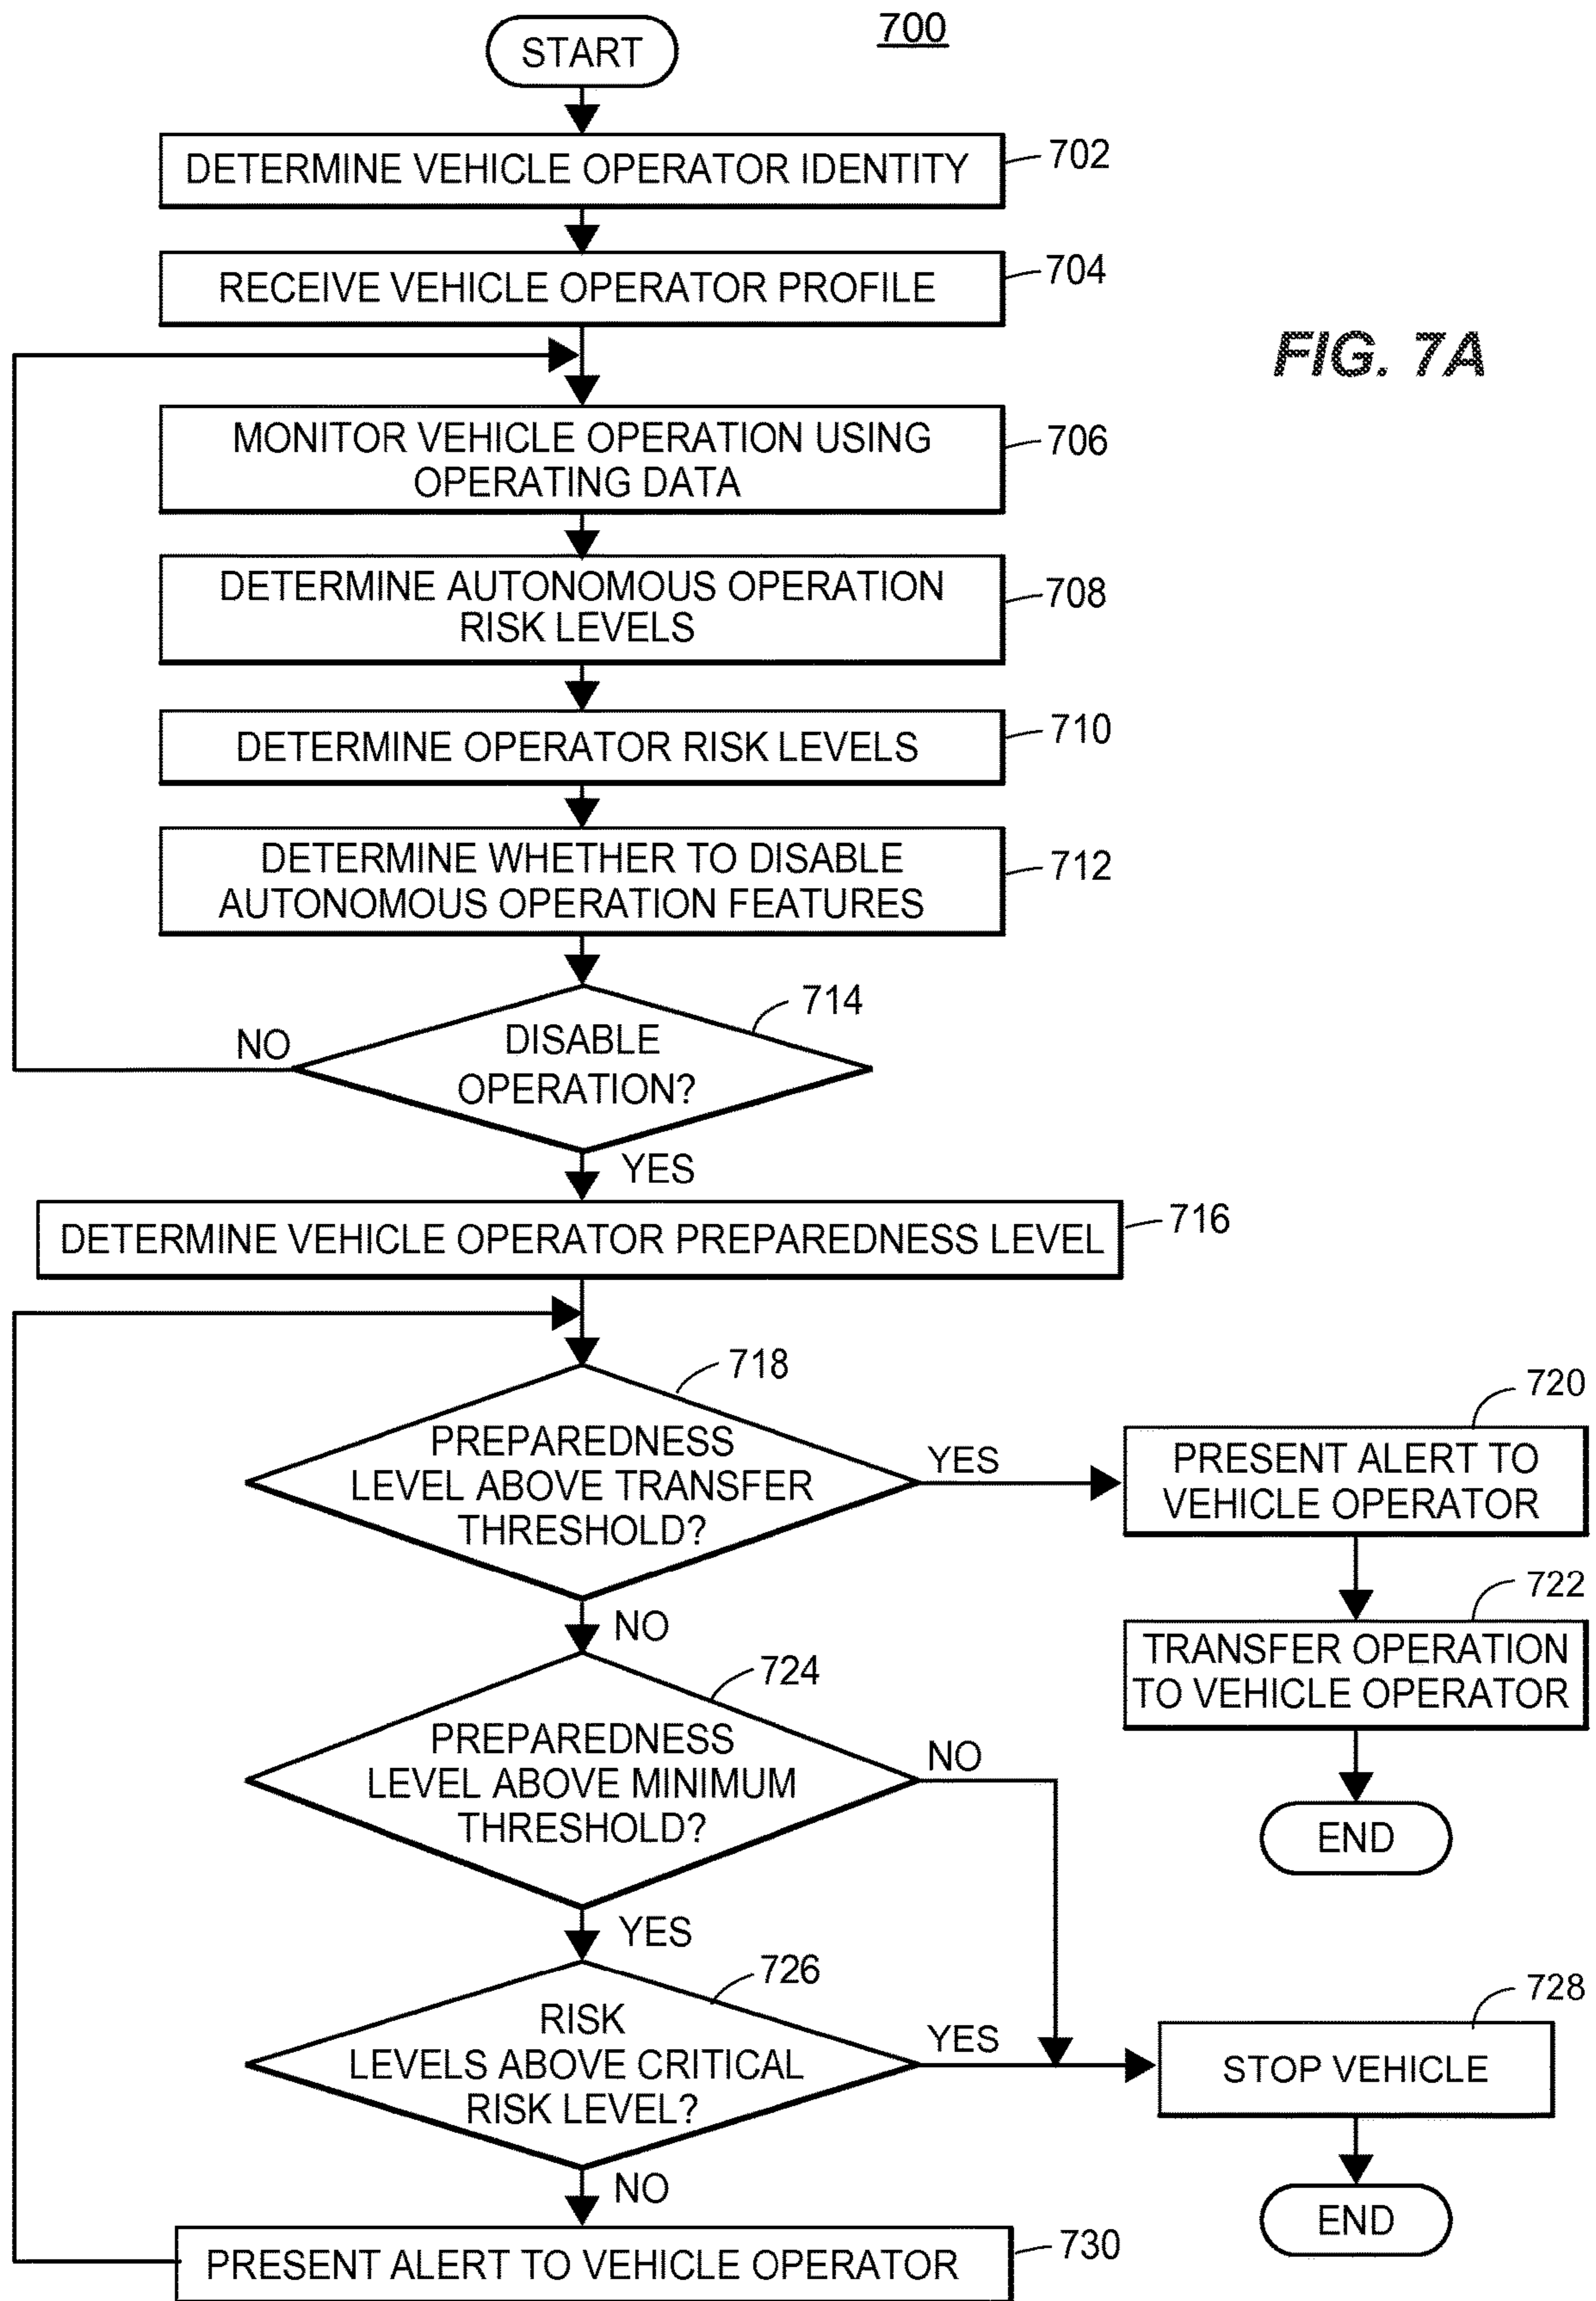 700
START
DETERMINE VEHICLE OPERATOR IDENTITY
702
RECEIVE VEHICLE OPERATOR PROFILE
704
FIG. 7A
MONITOR VEHICLE OPERATION USING
OPERATING DATA
706
DETERMINE AUTONOMOUS OPERATION
RISK LEVELS
708
DETERMINE OPERATOR RISK LEVELS
710
DETERMINE WHETHER TO DISABLE
AUTONOMOUS OPERATION FEATURES
712
714
DISABLE
OPERATION?
NO
YES
DETERMINE VEHICLE OPERATOR PREPAREDNESS LEVEL
716
718
PREPAREDNESS
LEVEL ABOVE TRANSFER
THRESHOLD?
YES
720
PRESENT ALERT TO
VEHICLE OPERATOR
722
TRANSFER OPERATION
TO VEHICLE OPERATOR
END
NO
724
PREPAREDNESS
LEVEL ABOVE MINIMUM
THRESHOLD?
NO
YES
726
RISK
LEVELS ABOVE CRITICAL
RISK LEVEL?
YES
728
STOP VEHICLE
END
NO
PRESENT ALERT TO VEHICLE OPERATOR
730